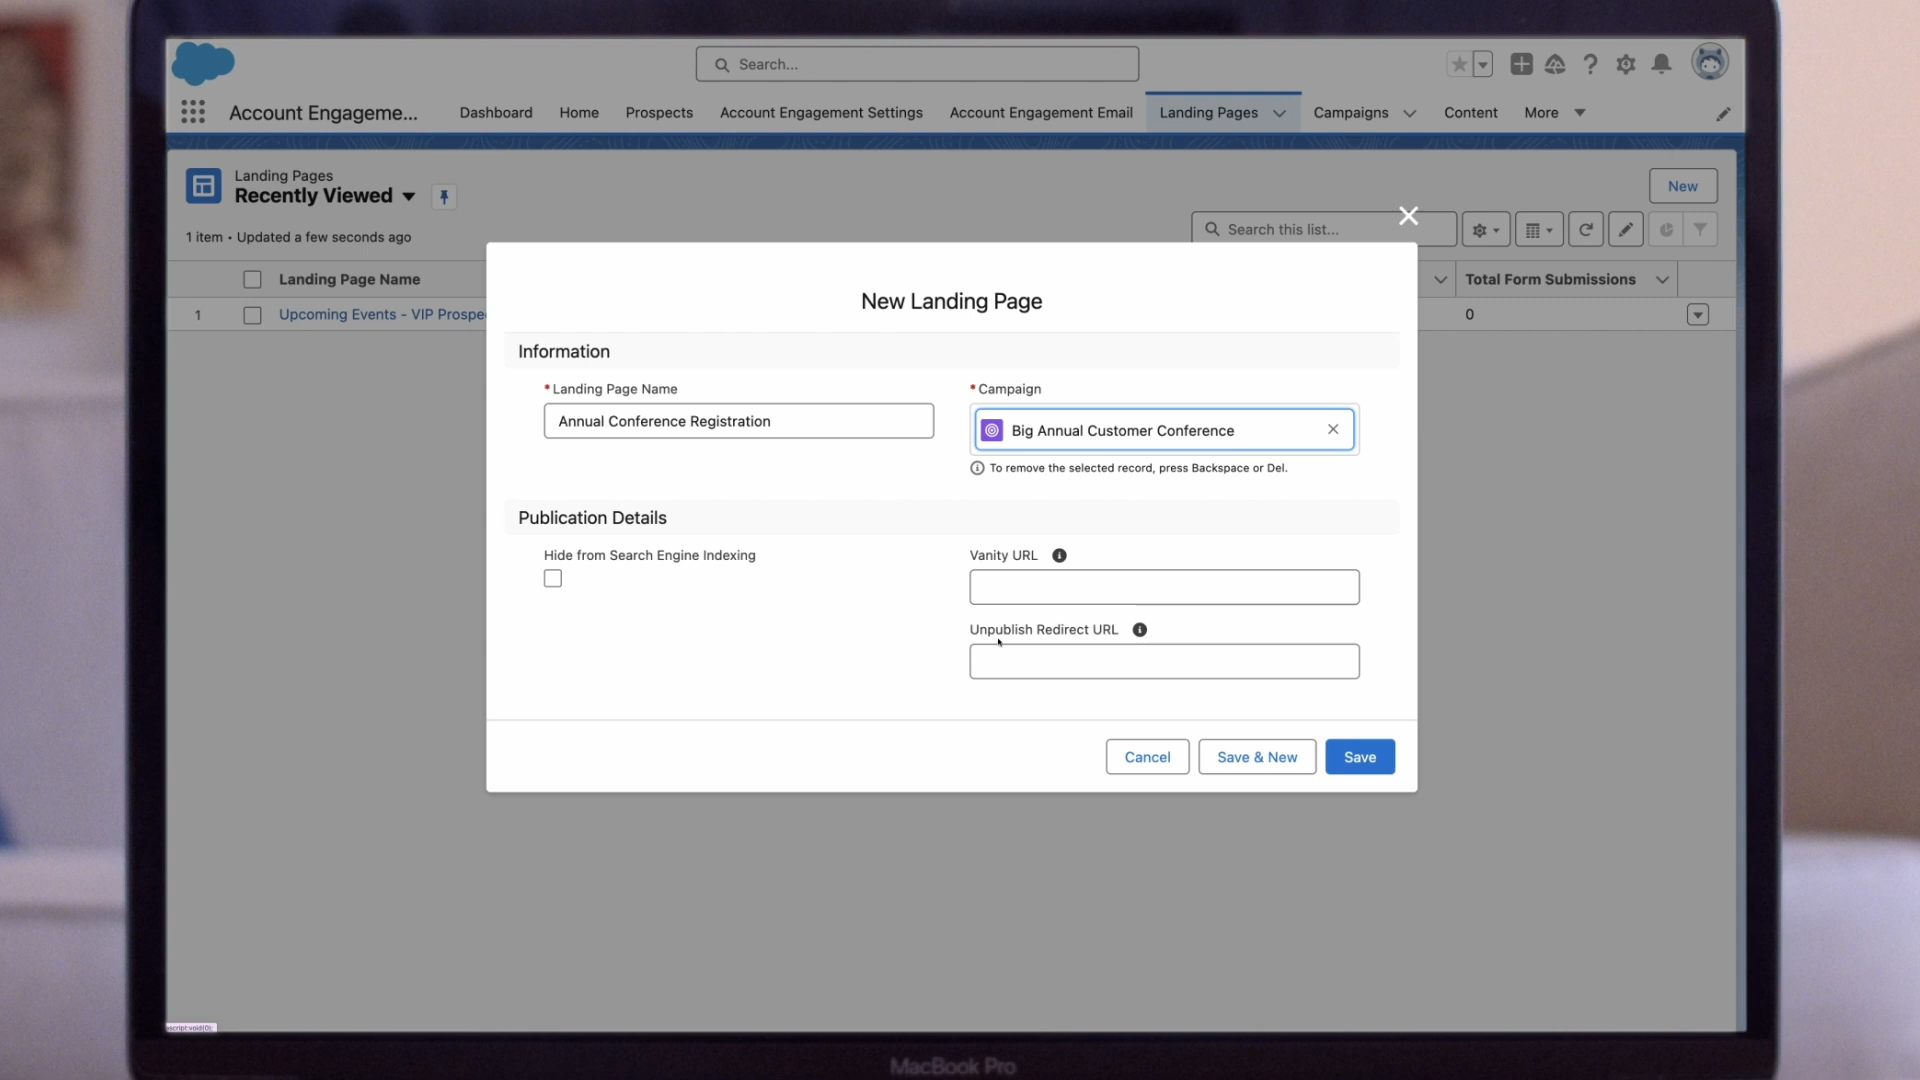 Search...
Account Engageme...
Dashboard
Home
Prospects
Account Engagement Settings
Account Engagement Email
Landing Pages
Campaigns
Content
More
Landing Pages
Recently Viewed
New
1 item • Updated a few seconds ago
Search this list...
Landing Page Name
Total Form Submissions
1
Upcoming Events - VIP Prospe
0
New Landing Page
Information
*Landing Page Name
*Campaign
Annual Conference Registration
Big Annual Customer Conference
To remove the selected record, press Backspace or Del.
Publication Details
Hide from Search Engine Indexing
Vanity URL
Unpublish Redirect URL
Cancel
Save & New
Save
ascript:void(0);
MacBook Pro